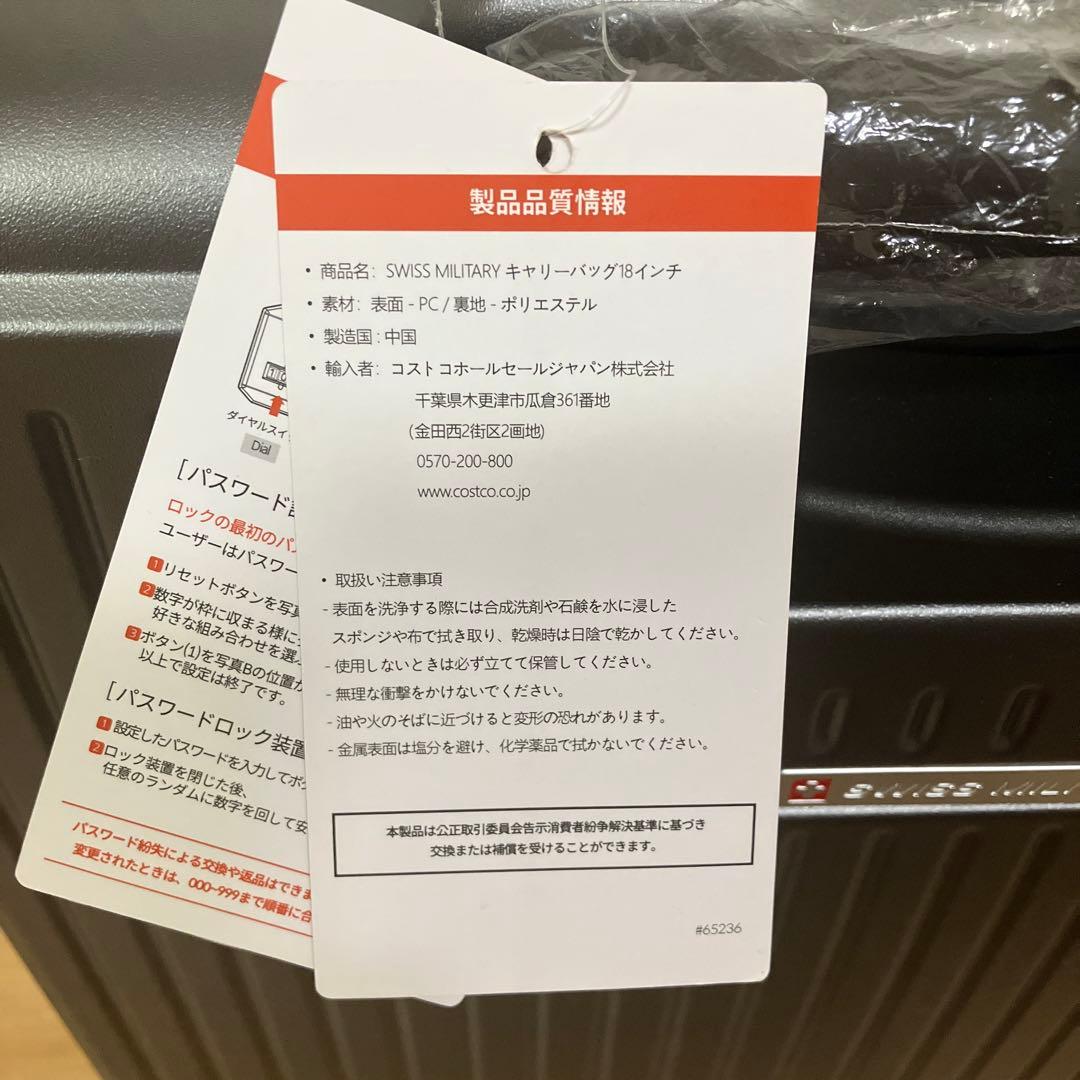 製品品質情報
・ 商品名: SWISS MILITARY キャリーバッグ18インチ
・ 素材: 表面 - PC / 裏地 - ポリエステル
・ 製造国 : 中国
・ 輸入者: コストコホールセールジャパン株式会社
千葉県木更津市瓜倉361番地
(金田西2街区2画地)
0570-200-800
www.costco.co.jp
・ 取扱い注意事項
- 表面を洗浄する際には合成洗剤や石鹸を水に浸した
スポンジや布で拭き取り、乾燥時は日陰で乾かしてください。
- 使用しないときは必ず立てて保管してください。
- 無理な衝撃をかけないでください。
- 油や火のそばに近づけると変形の恐れがあります。
- 金属表面は塩分を避け、化学薬品で拭かないでください。
本製品は公正取引委員会告示消費者紛争解決基準に基づき
交換または補償を受けることができます。
#65236
ダイヤルスイ
Dial
[パスワード
ロックの最初のパ
ユーザーはパスワー
1 リセットボタンを写真
2 数字が枠に収まる様に
好きな組み合わせを選
3 ボタン(1)を写真Bの位置
以上で設定は終了です。
[パスワードロック装置
1 設定したパスワードを入力してボ
2 ロック装置を閉じた後、
任意のランダムに数字を回して安
パスワード紛失による交換や返品はできま
変更されたときは、000~999まで順番に合
SWISS MILI